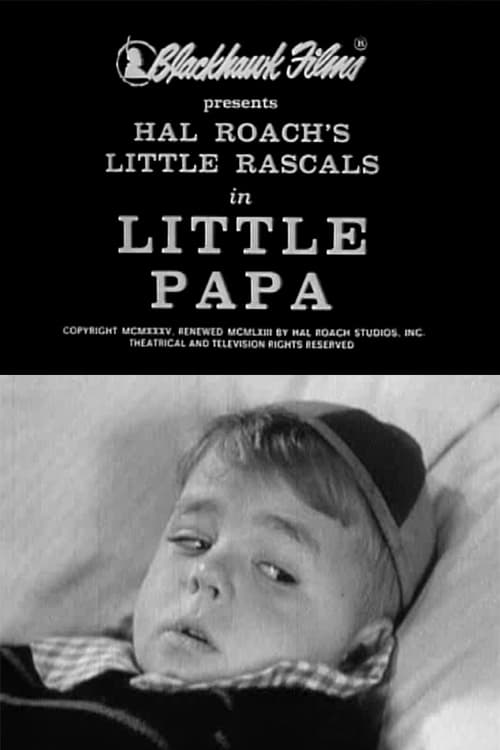 Blackhawk Films ®
presents
HAL ROACH'S
LITTLE RASCALS
in
LITTLE
PAPA
COPYRIGHT MCMXXXV, RENEWED MCMLXIII BY HAL ROACH STUDIOS, INC.
THEATRICAL AND TELEVISION RIGHTS RESERVED